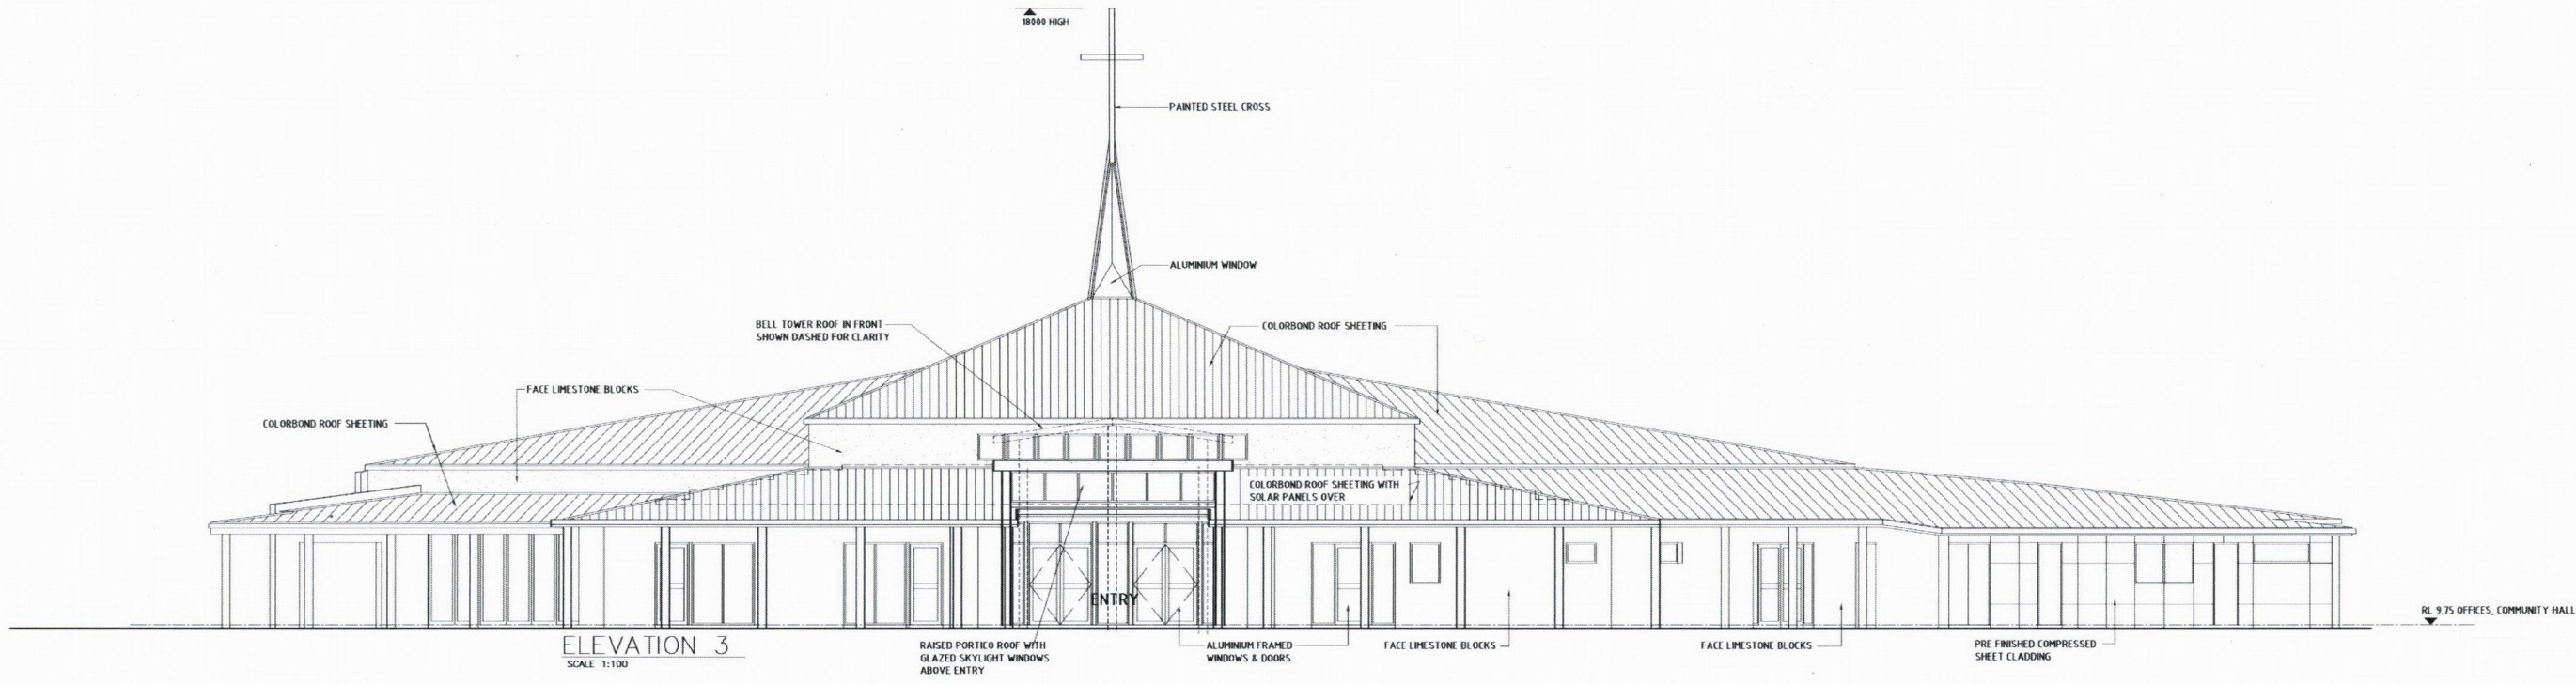 18000 HIGH
PAINTED STEEL CROSS
ALUMINIUM WINDOW
BELL TOWER ROOF IN FRONT
SHOWN DASHED FOR CLARITY
COLORBOND ROOF SHEETING
FACE LIMESTONE BLOCKS
COLORBOND ROOF SHEETING
COLORBOND ROOF SHEETING WITH
SOLAR PANELS OVER
ENTRY
RL 9.75 OFFICES, COMMUNITY HALL
ELEVATION 3
SCALE 1:100
RAISED PORTICO ROOF WITH
GLAZED SKYLIGHT WINDOWS
ABOVE ENTRY
ALUMINIUM FRAMED
WINDOWS & DOORS
FACE LIMESTONE BLOCKS
FACE LIMESTONE BLOCKS
PRE FINISHED COMPRESSED
SHEET CLADDING